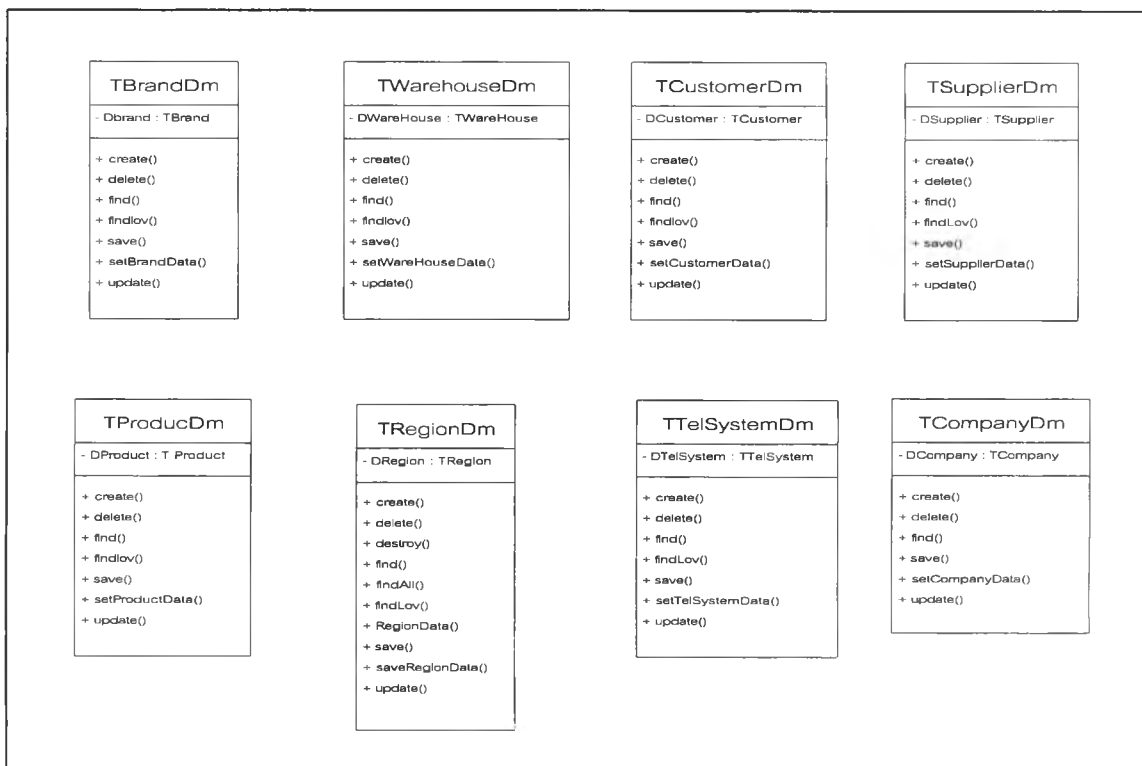 TBrandDm
- Dbrand : TBrand
+ create()
+ delete()
+ find()
+ findlov()
+ save()
+ setBrandData()
+ update()
TWarehouseDm
- DWareHouse : TWareHouse
+ create()
+ delete()
+ find()
+ findlov()
+ save()
+ setWareHouseData()
+ update()
TCustomerDm
- DCustomer : TCustomer
+ create()
+ delete()
+ find()
+ findlov()
+ save()
+ setCustomerData()
+ update()
TSupplierDm
- DSupplier : TSupplier
+ create()
+ delete()
+ find()
+ findLov()
+ save()
+ setSupplierData()
+ update()
TProducDm
- DProduct : T Product
+ create()
+ delete()
+ find()
+ findlov()
+ save()
+ setProductData()
+ update()
TRegionDm
- DRegion : TRegion
+ create()
+ delete()
+ destroy()
+ find()
+ findAll()
+ findLov()
+ RegionData()
+ save()
+ saveRegionData()
+ update()
TTelSystemDm
- DTelSystem : TTelSystem
+ create()
+ delete()
+ find()
+ findLov()
+ save()
+ setTelSystemData()
+ update()
TCompanyDm
- DCompany : TCompany
+ create()
+ delete()
+ find()
+ save()
+ setCompanyData()
+ update()